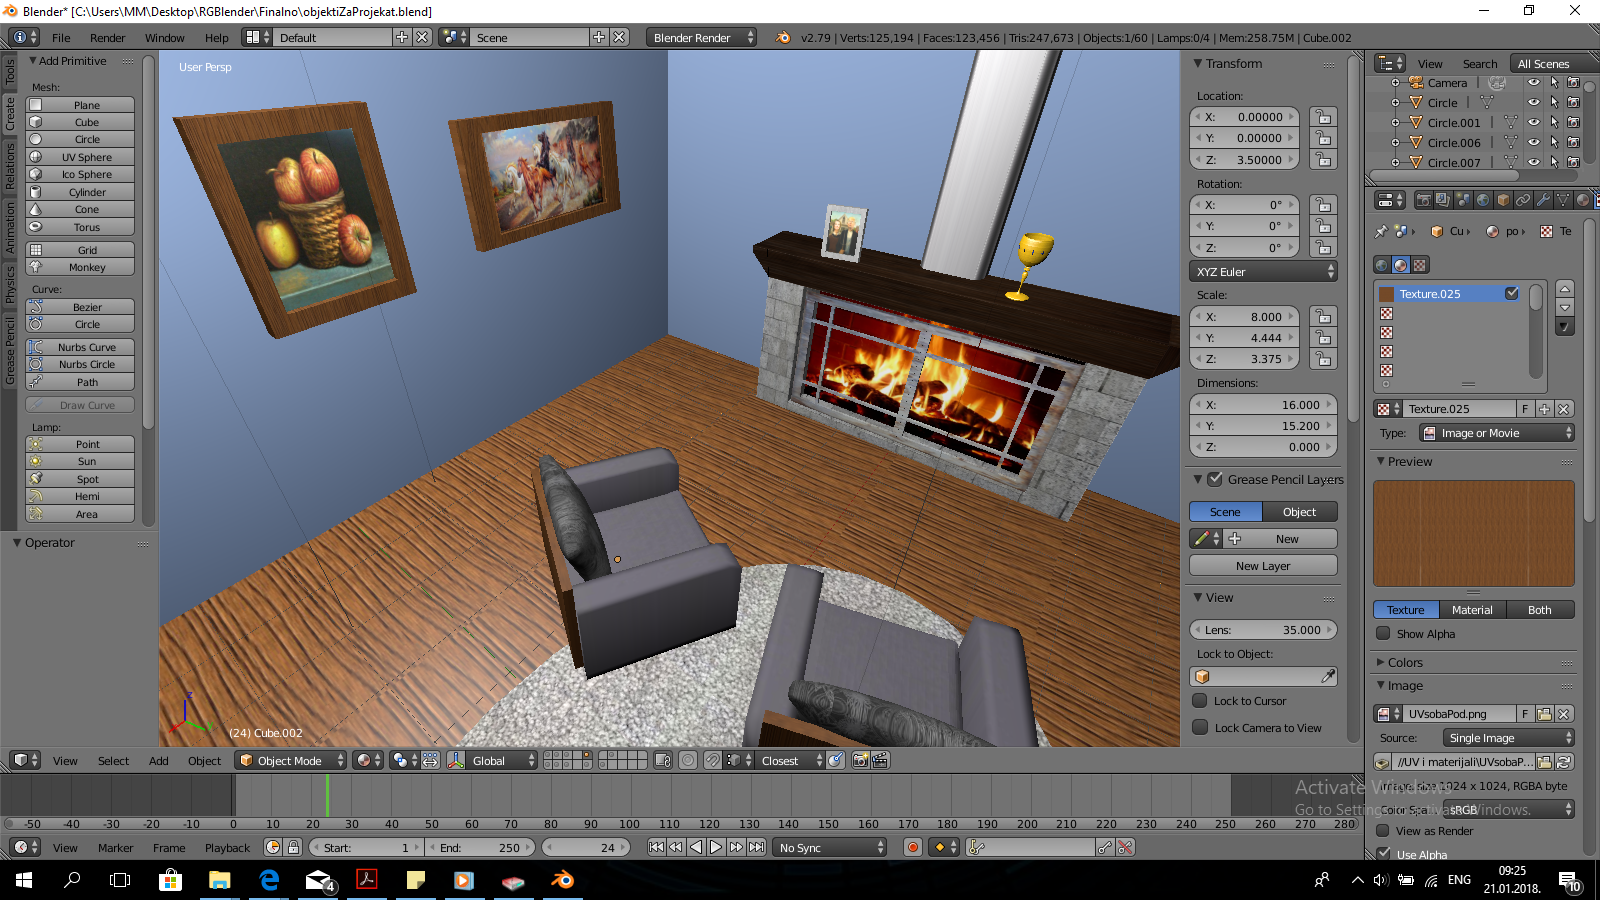 Blender* [C:\Users\MM\Desktop\RGBlender\Finalno\objektiZaProjekat.blend]
File Render Window Help Default Scene Blender Render v2.79 | Verts:125,194 | Faces:123,456 | Tris:247,673 | Objects:1/60 | Lamps:0/4 | Mem:258.75M | Cube.002
Tools
Create
Relations
Animation
Physics
Grease Pencil
Add Primitive
Mesh:
Plane
Cube
Circle
UV Sphere
Ico Sphere
Cylinder
Cone
Torus
Grid
Monkey
Curve:
Bezier
Circle
Nurbs Curve
Nurbs Circle
Path
Draw Curve
Lamp:
Point
Sun
Spot
Hemi
Area
Operator
User Persp
(24) Cube.002
z
Transform
Location:
X: 0.00000
Y: 0.00000
Z: 3.50000
Rotation:
X: 0°
Y: 0°
Z: 0°
XYZ Euler
Scale:
X: 8.000
Y: 4.444
Z: 3.375
Dimensions:
X: 16.000
Y: 15.200
Z: 0.000
Grease Pencil Layers
Scene Object
New
New Layer
View
Lens: 35.000
Lock to Object:
Lock to Cursor
Lock Camera to View
View Search All Scenes
Camera
Circle
Circle.001
Circle.006
Circle.007
Cu po Te
Texture.025
Texture.025 F
Type: Image or Movie
Preview
Texture Material Both
Show Alpha
Colors
Image
UVsobaPod.png F
Source: Single Image
//UV i materijali\UVsobaP...
Image: size 1024 x 1024, RGBA byte
Color Sp sRGB
View as Render
Use Alpha
Activate Windows
Go to Settings to activate Windows.
View Select Add Object Object Mode Global Closest
-50 -40 -30 -20 -10 0 10 20 30 40 50 60 70 80 90 100 110 120 130 140 150 160 170 180 190 200 210 220 230 240 250 260 270 280
View Marker Frame Playback Start: 1 End: 250 24 No Sync
4
ENG
09:25
21.01.2018.
10